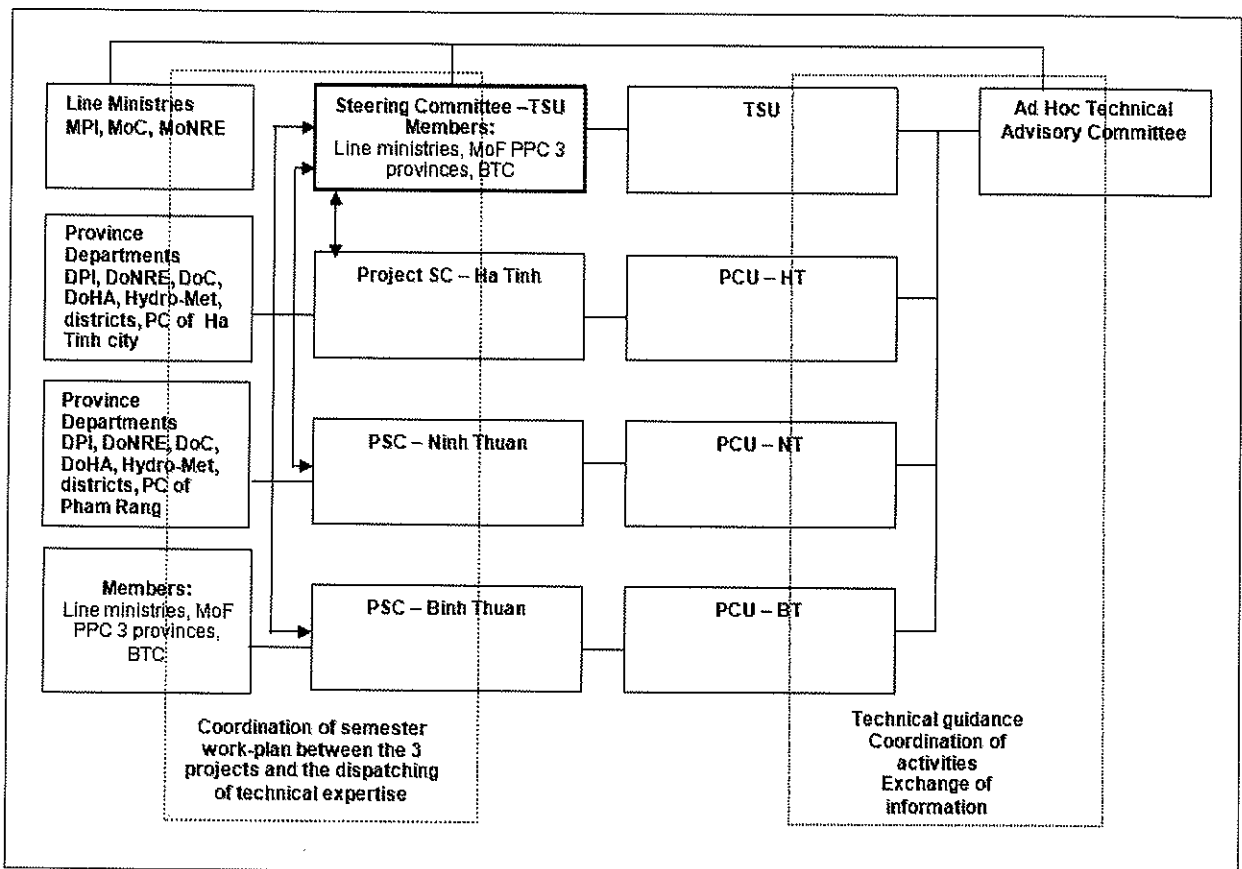 Line Ministries
MPI, MoC, MoNRE
Steering Committee –TSU
Members:
Line ministries, MoF PPC 3
provinces, BTC
TSU
Ad Hoc Technical
Advisory Committee
Province
Departments
DPI, DoNRE, DoC,
DoHA, Hydro-Met,
districts, PC of Ha
Tinh city
Project SC – Ha Tinh
PCU – HT
Province
Departments
DPI, DoNRE, DoC,
DoHA, Hydro-Met,
districts, PC of
Pham Rang
PSC – Ninh Thuan
PCU – NT
Members:
Line ministries, MoF
PPC 3 provinces,
BTC
PSC – Binh Thuan
PCU – BT
Coordination of semester
work-plan between the 3
projects and the dispatching
of technical expertise
Technical guidance
Coordination of
activities
Exchange of
information